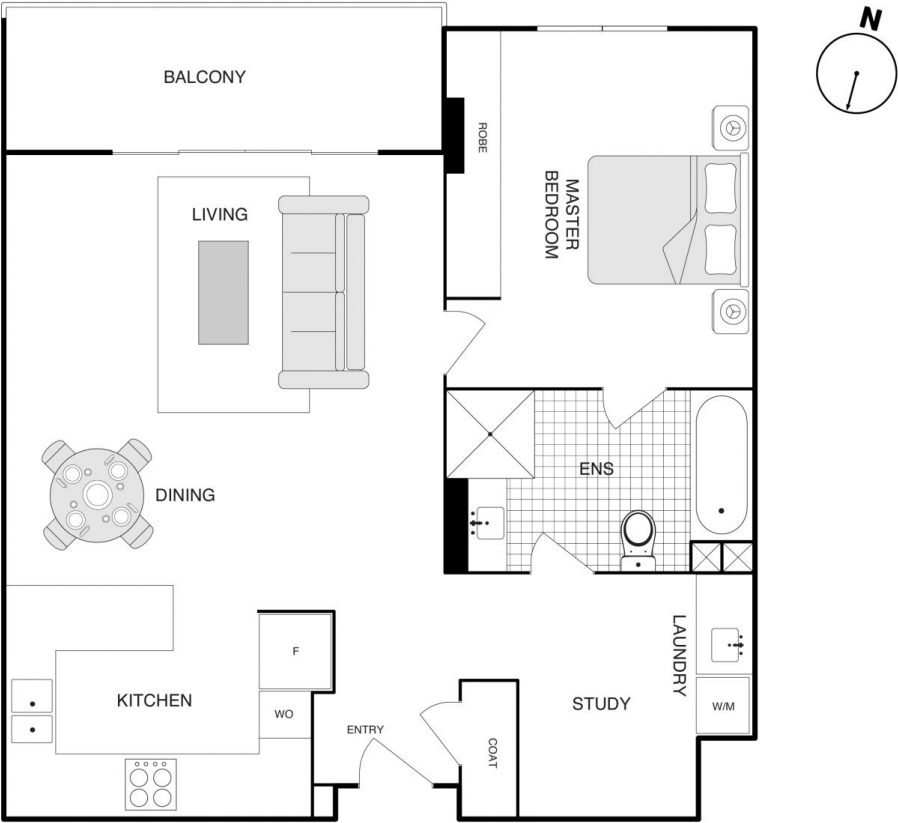 N
BALCONY
ROBE
MASTER
BEDROOM
LIVING
DINING
ENS
KITCHEN
F
WO
ENTRY
COAT
STUDY
LAUNDRY
W/M